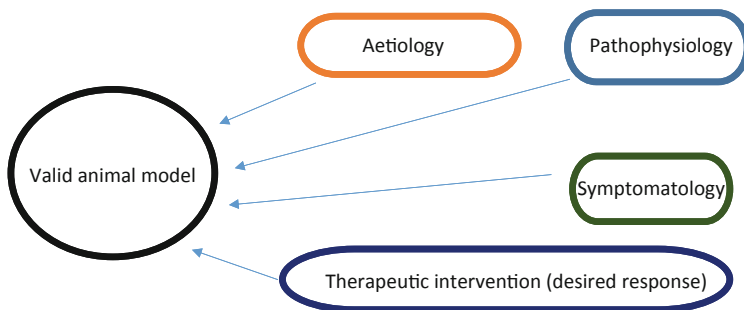 Aetiology
Pathophysiology
Valid animal model
Symptomatology
Therapeutic intervention (desired response)